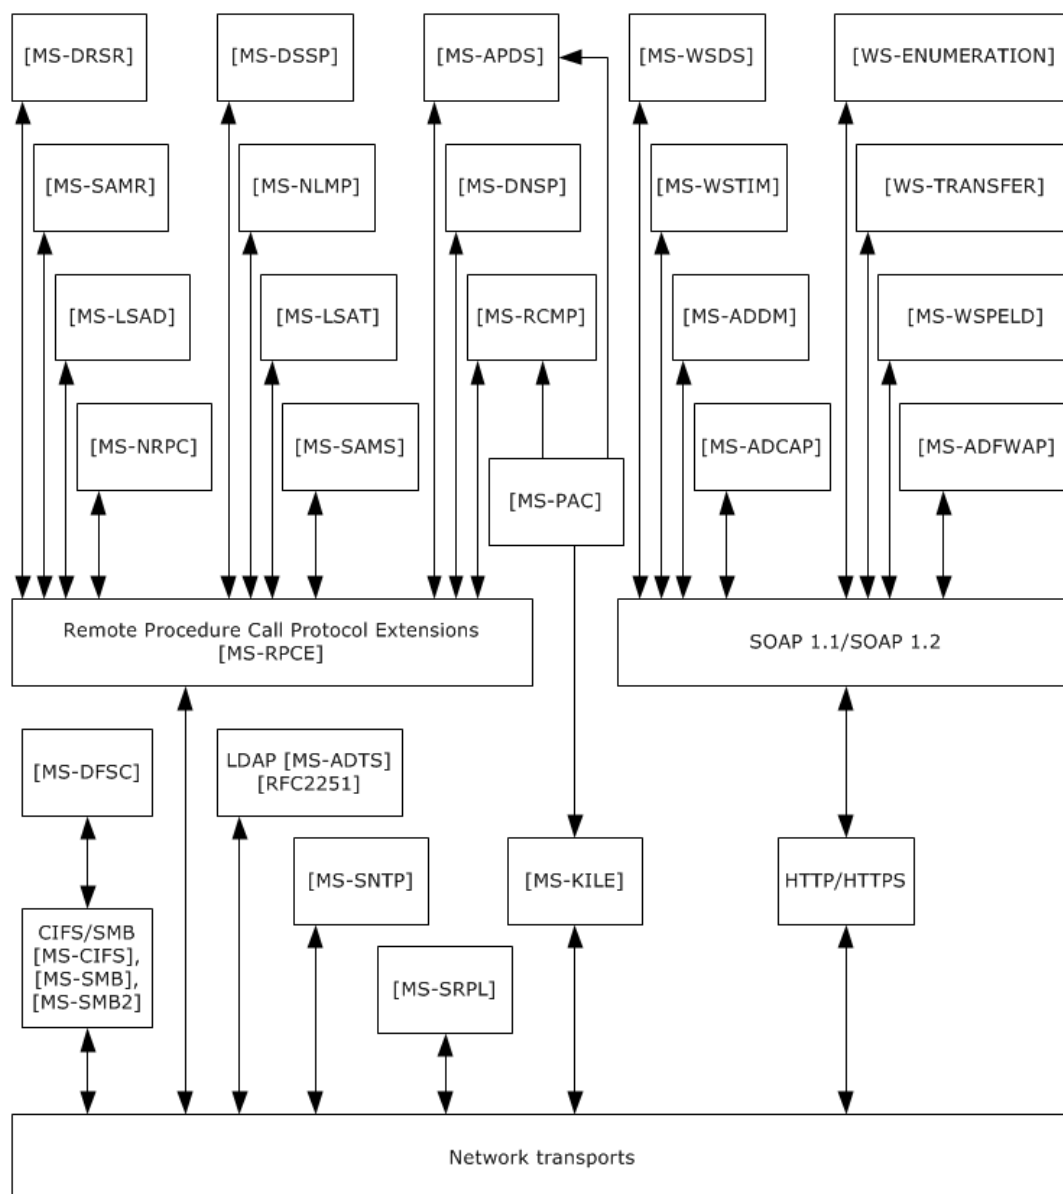 [MS-DRSR]
[MS-DSSP]
[MS-APDS]
[MS-WSDS]
[WS-ENUMERATION]
[MS-SAMR]
[MS-NLMP]
[MS-DNSP]
[MS-WSTIM]
[WS-TRANSFER]
[MS-LSAD]
[MS-LSAT]
[MS-RCMP]
[MS-ADDM]
[MS-WSPELD]
[MS-NRPC]
[MS-SAMS]
[MS-ADCAP]
[MS-ADFWAP]
[MS-PAC]
Remote Procedure Call Protocol Extensions
[MS-RPCE]
SOAP 1.1/SOAP 1.2
[MS-DFSC]
LDAP [MS-ADTS]
[RFC2251]
[MS-SNTP]
[MS-KILE]
HTTP/HTTPS
CIFS/SMB
[MS-CIFS],
[MS-SMB],
[MS-SMB2]
[MS-SRPL]
Network transports